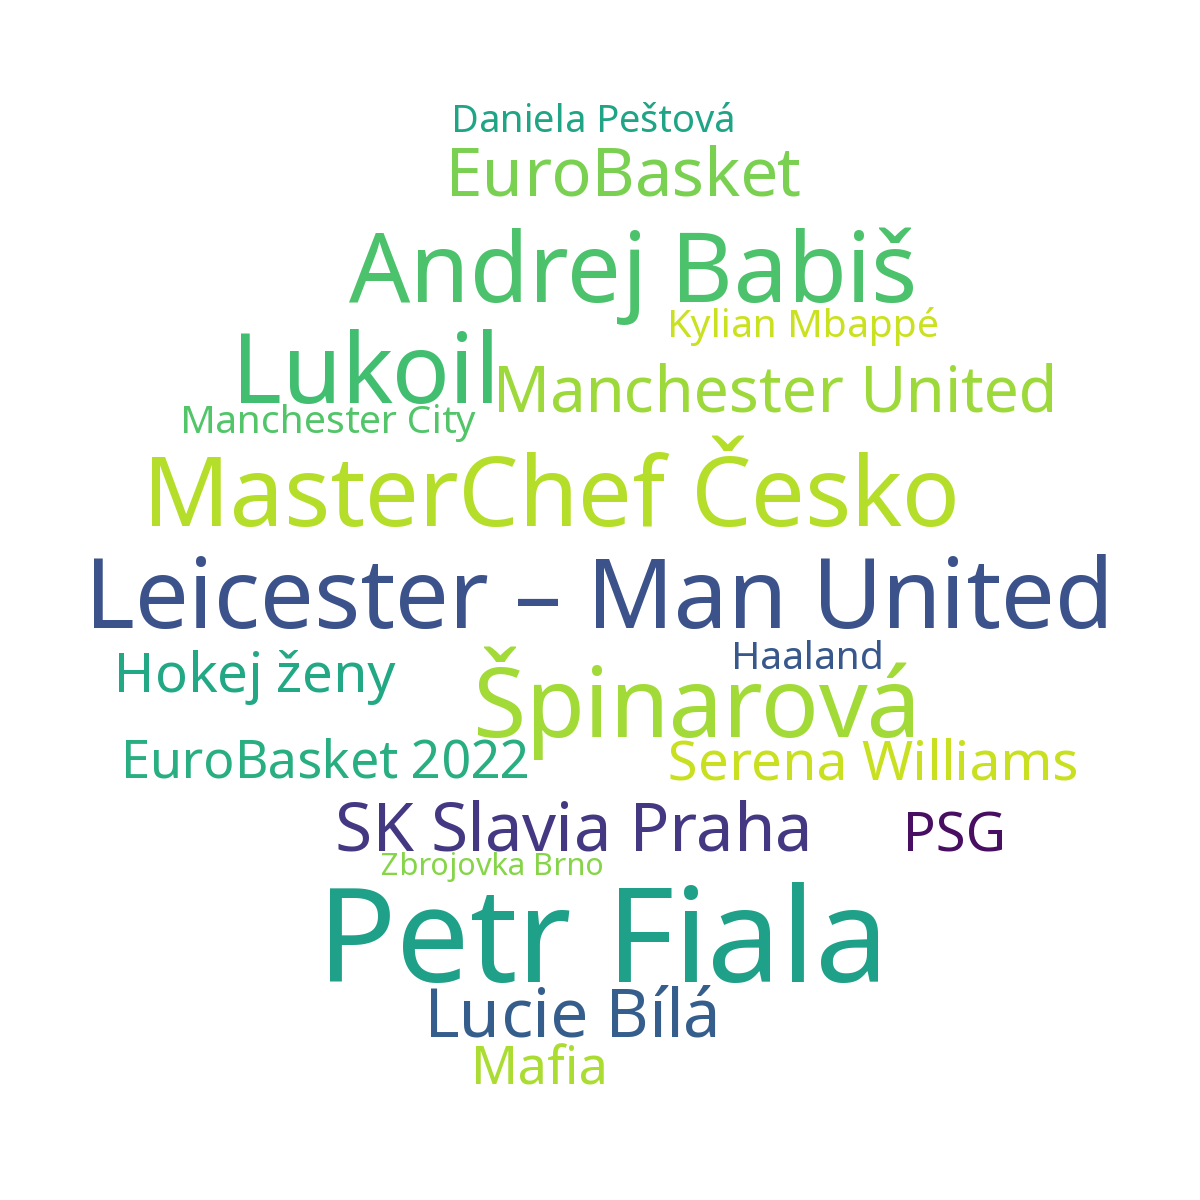 Daniela Peštová
EuroBasket
Andrej Babiš
Kylian Mbappé
Lukoil
Manchester United
Manchester City
MasterChef Česko
Leicester – Man United
Haaland
Hokej ženy
Špinarová
EuroBasket 2022
Serena Williams
SK Slavia Praha
PSG
Zbrojovka Brno
Petr Fiala
Lucie Bílá
Mafia